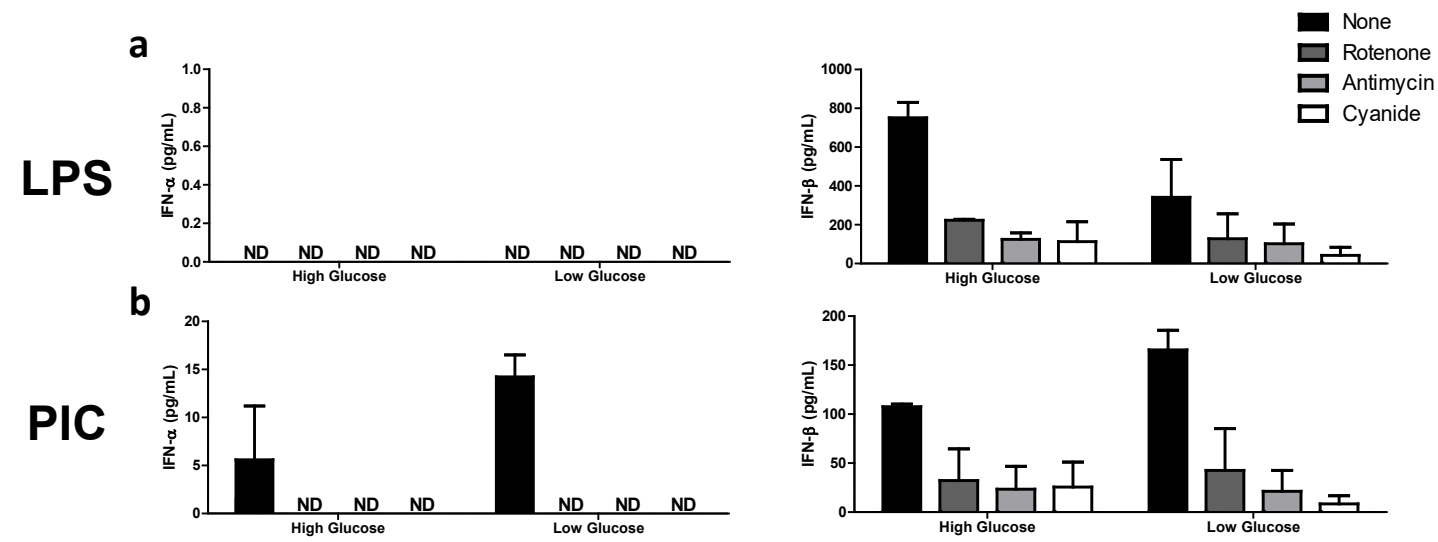 a
LPS
IFN-α (pg/mL)
1.0
0.8
0.6
0.4
0.2
0.0
ND ND ND ND ND ND ND ND
High Glucose Low Glucose
IFN-β (pg/mL)
1000
800
600
400
200
0
High Glucose Low Glucose
None
Rotenone
Antimycin
Cyanide
b
PIC
IFN-α (pg/mL)
20
15
10
5
0
ND ND ND ND ND ND
High Glucose Low Glucose
IFN-β (pg/mL)
200
150
100
50
0
High Glucose Low Glucose